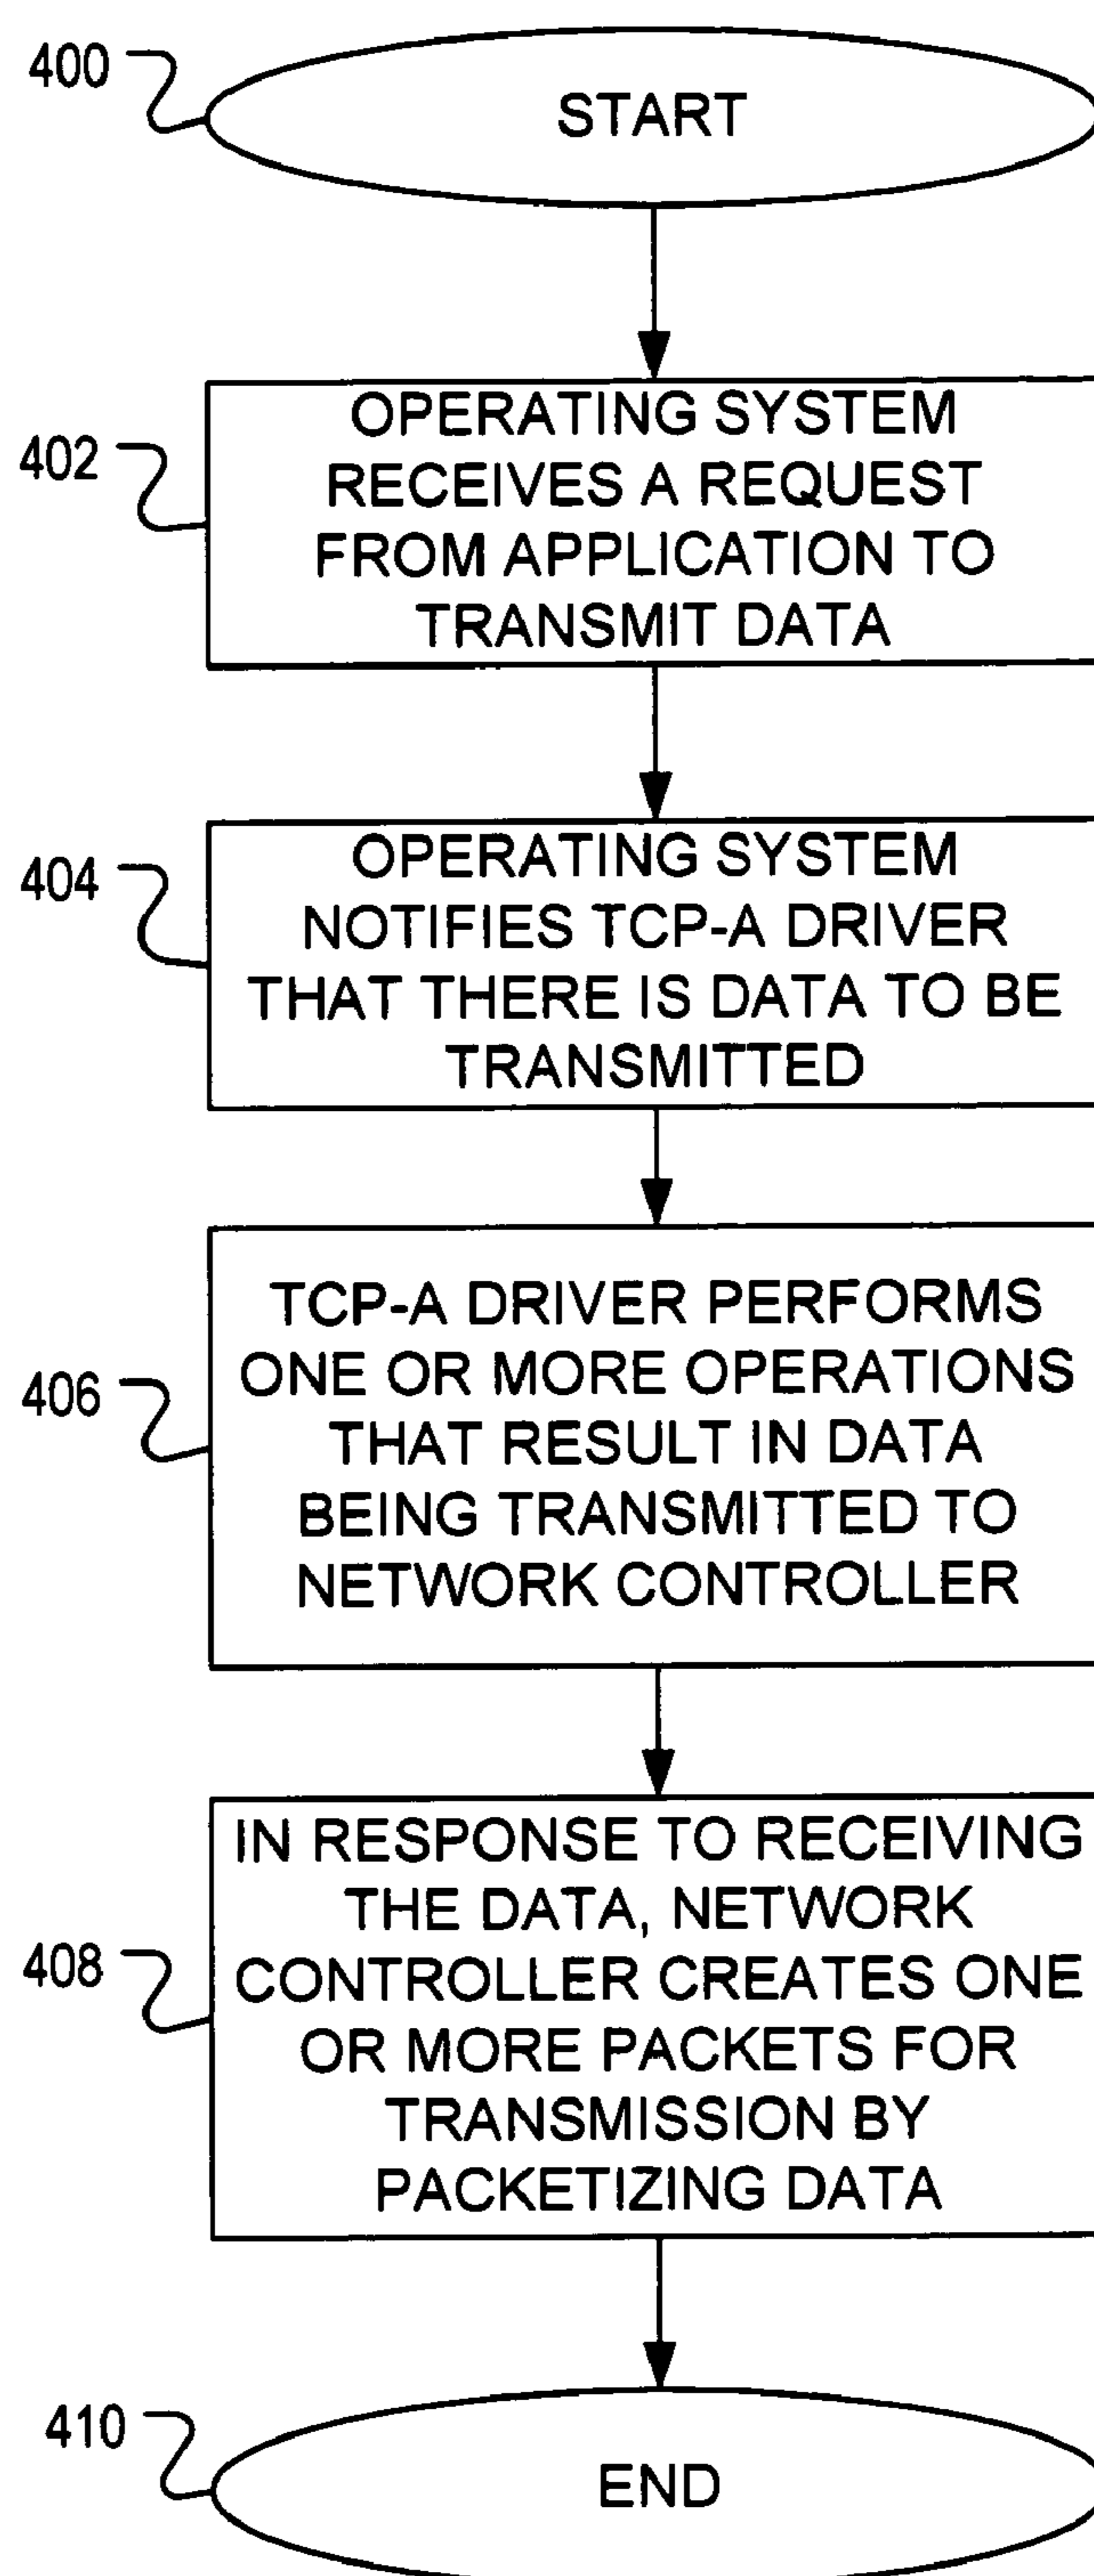 400
START
402
OPERATING SYSTEM
RECEIVES A REQUEST
FROM APPLICATION TO
TRANSMIT DATA
404
OPERATING SYSTEM
NOTIFIES TCP-A DRIVER
THAT THERE IS DATA TO BE
TRANSMITTED
406
TCP-A DRIVER PERFORMS
ONE OR MORE OPERATIONS
THAT RESULT IN DATA
BEING TRANSMITTED TO
NETWORK CONTROLLER
408
IN RESPONSE TO RECEIVING
THE DATA, NETWORK
CONTROLLER CREATES ONE
OR MORE PACKETS FOR
TRANSMISSION BY
PACKETIZING DATA
410
END